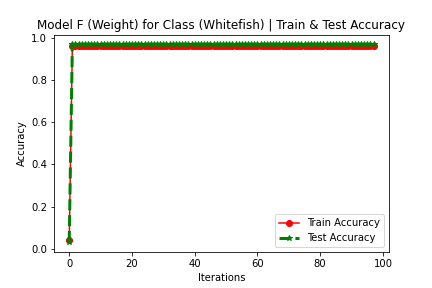 Model F (Weight) for Class (Whitefish) | Train & Test Accuracy
1.0
0.8
0.6
0.4
0.2
0.0
Accuracy
Train Accuracy
Test Accuracy
0 20 40 60 80 100
Iterations